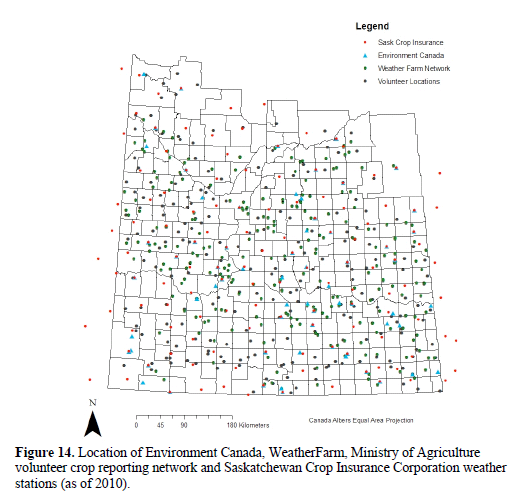 Legend
Sask Crop Insurance
Environment Canada
Weather Farm Network
Volunteer Locations
N
0 45 90 180 Kilometers
Canada Albers Equal Area Projection
Figure 14. Location of Environment Canada, WeatherFarm, Ministry of Agriculture
volunteer crop reporting network and Saskatchewan Crop Insurance Corporation weather
stations (as of 2010).